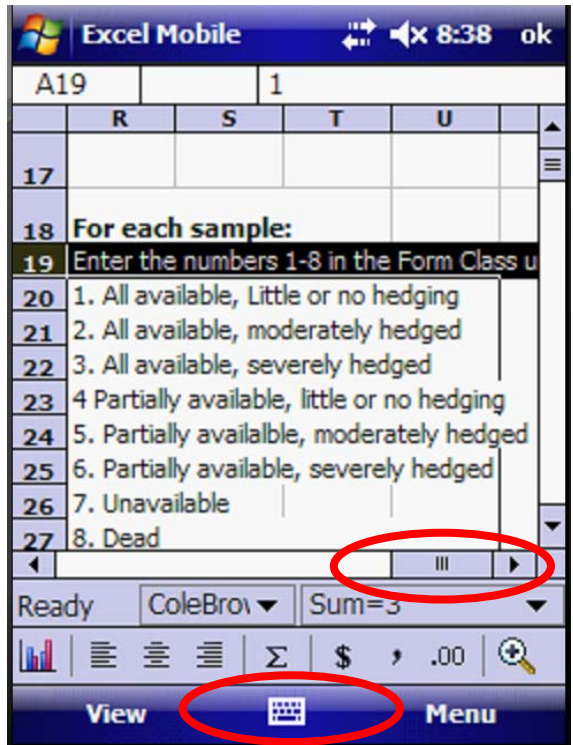 Excel Mobile 8:38 ok
A19 1
R S T U
17
18 For each sample:
19 Enter the numbers 1-8 in the Form Class u
20 1. All available, Little or no hedging
21 2. All available, moderately hedged
22 3. All available, severely hedged
23 4 Partially available, little or no hedging
24 5. Partially availalble, moderately hedged
25 6. Partially available, severely hedged
26 7. Unavailable
27 8. Dead
Ready ColeBro Sum=3
Σ $ , .00
View Menu